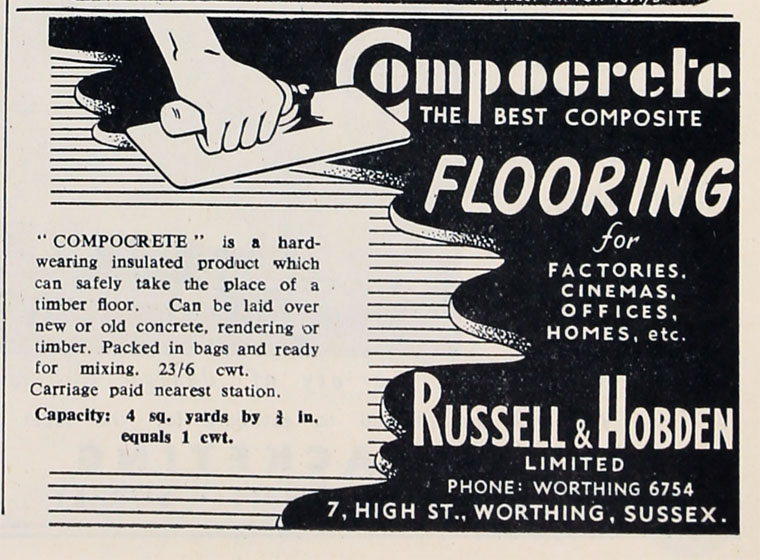 Compocrete
THE BEST COMPOSITE
FLOORING
for
FACTORIES,
CINEMAS,
OFFICES,
HOMES, etc.
"COMPOCRETE" is a hard-
wearing insulated product which
can safely take the place of a
timber floor. Can be laid over
new or old concrete, rendering or
timber. Packed in bags and ready
for mixing. 23/6 cwt.
Carriage paid nearest station.
Capacity: 4 sq. yards by ¾ in.
equals 1 cwt.
RUSSELL & HOBDEN
LIMITED
PHONE: WORTHING 6754
7, HIGH ST., WORTHING, SUSSEX.